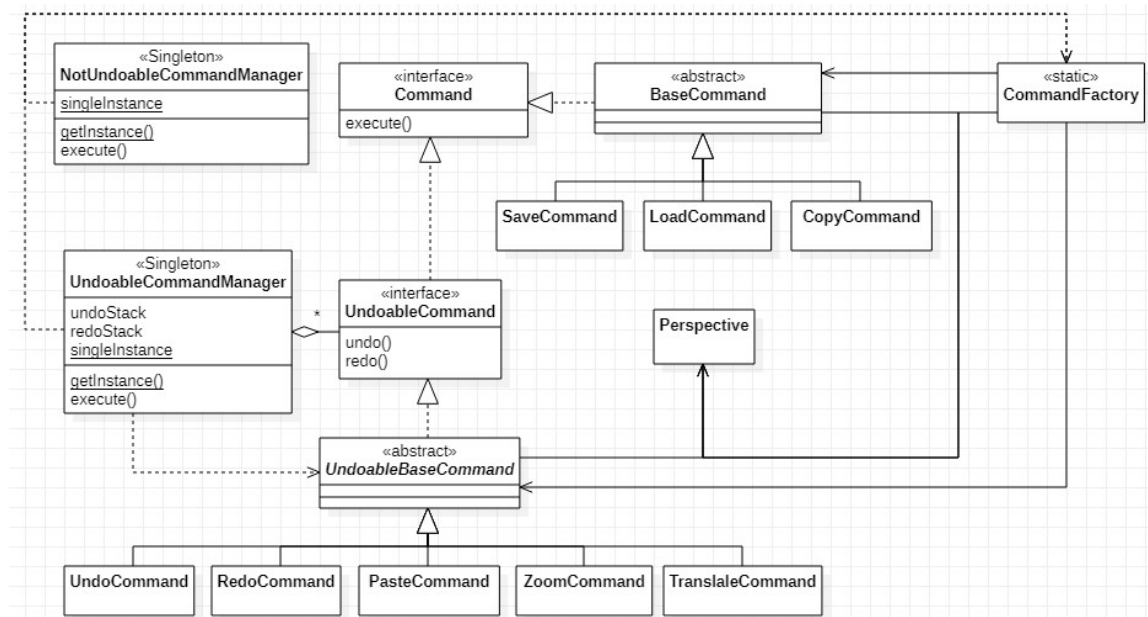 «Singleton»
NotUndoableCommandManager
singleInstance
getInstance()
execute()
«interface»
Command
execute()
«abstract»
BaseCommand
«static»
CommandFactory
SaveCommand
LoadCommand
CopyCommand
«Singleton»
UndoableCommandManager
undoStack
redoStack
singleInstance
getInstance()
execute()
*
«interface»
UndoableCommand
undo()
redo()
Perspective
«abstract»
UndoableBaseCommand
UndoCommand
RedoCommand
PasteCommand
ZoomCommand
TranslaleCommand